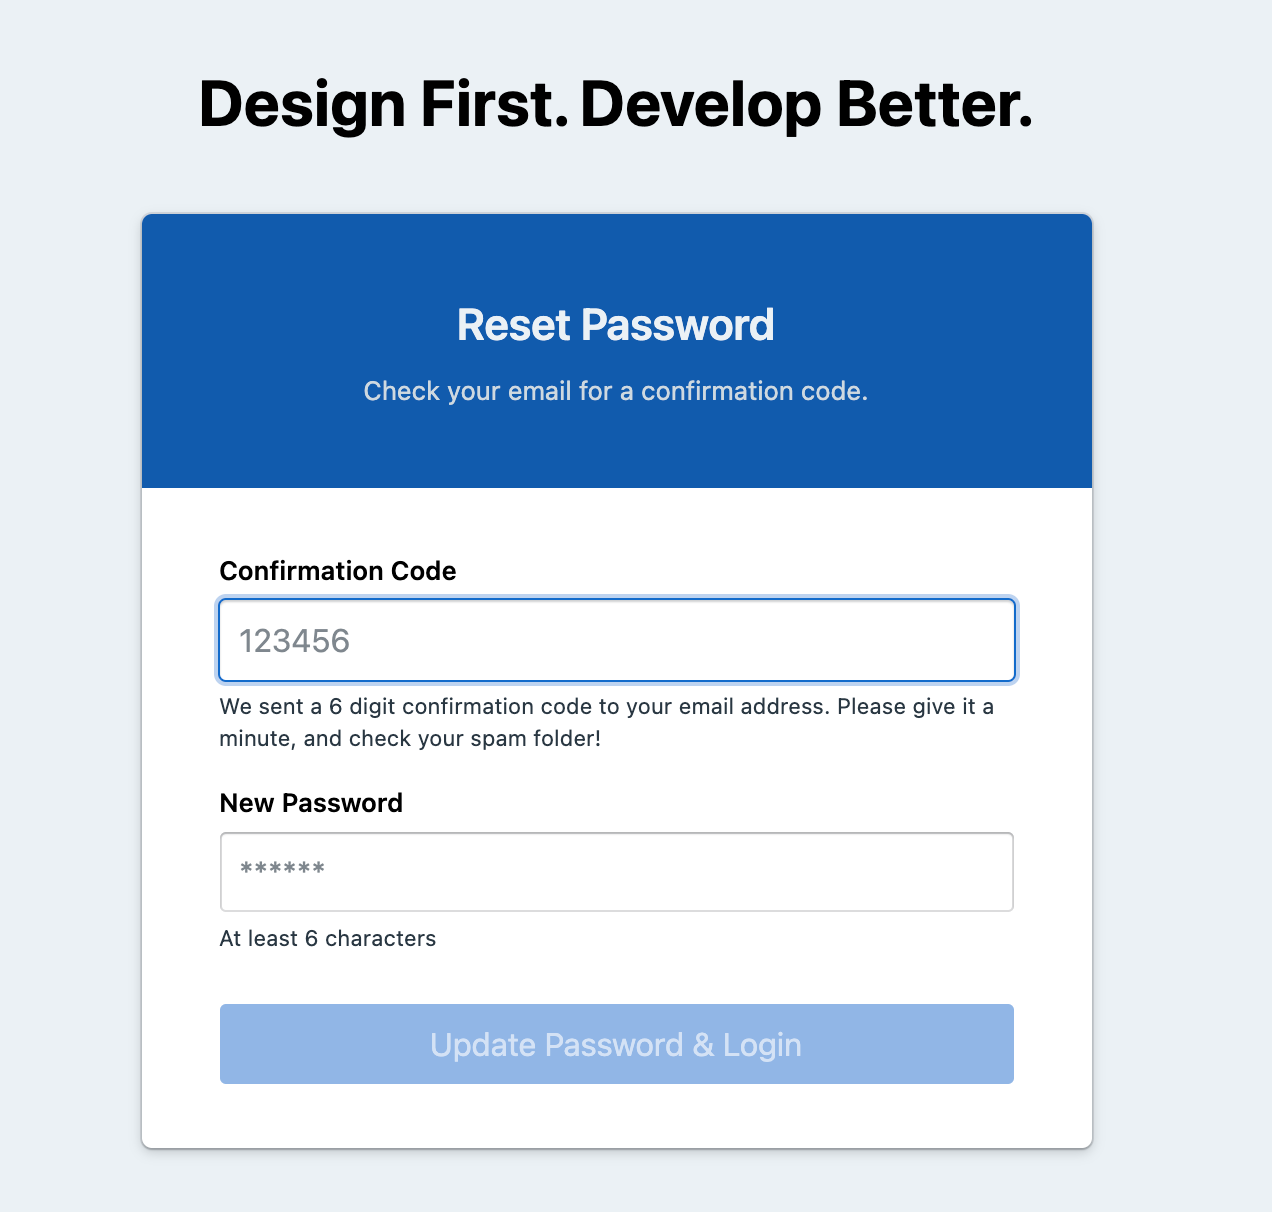 Design First. Develop Better.
Reset Password
Check your email for a confirmation code.
Confirmation Code
123456
We sent a 6 digit confirmation code to your email address. Please give it a
minute, and check your spam folder!
New Password
******
At least 6 characters
Update Password & Login